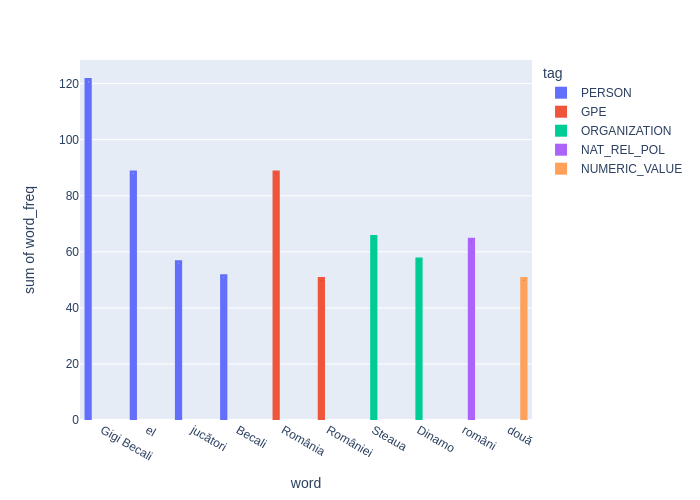 tag
PERSON
GPE
ORGANIZATION
NAT_REL_POL
NUMERIC_VALUE
sum of word_freq
120
100
80
60
40
20
0
Gigi Becali
el
jucători
Becali
România
României
Steaua
Dinamo
români
două
word